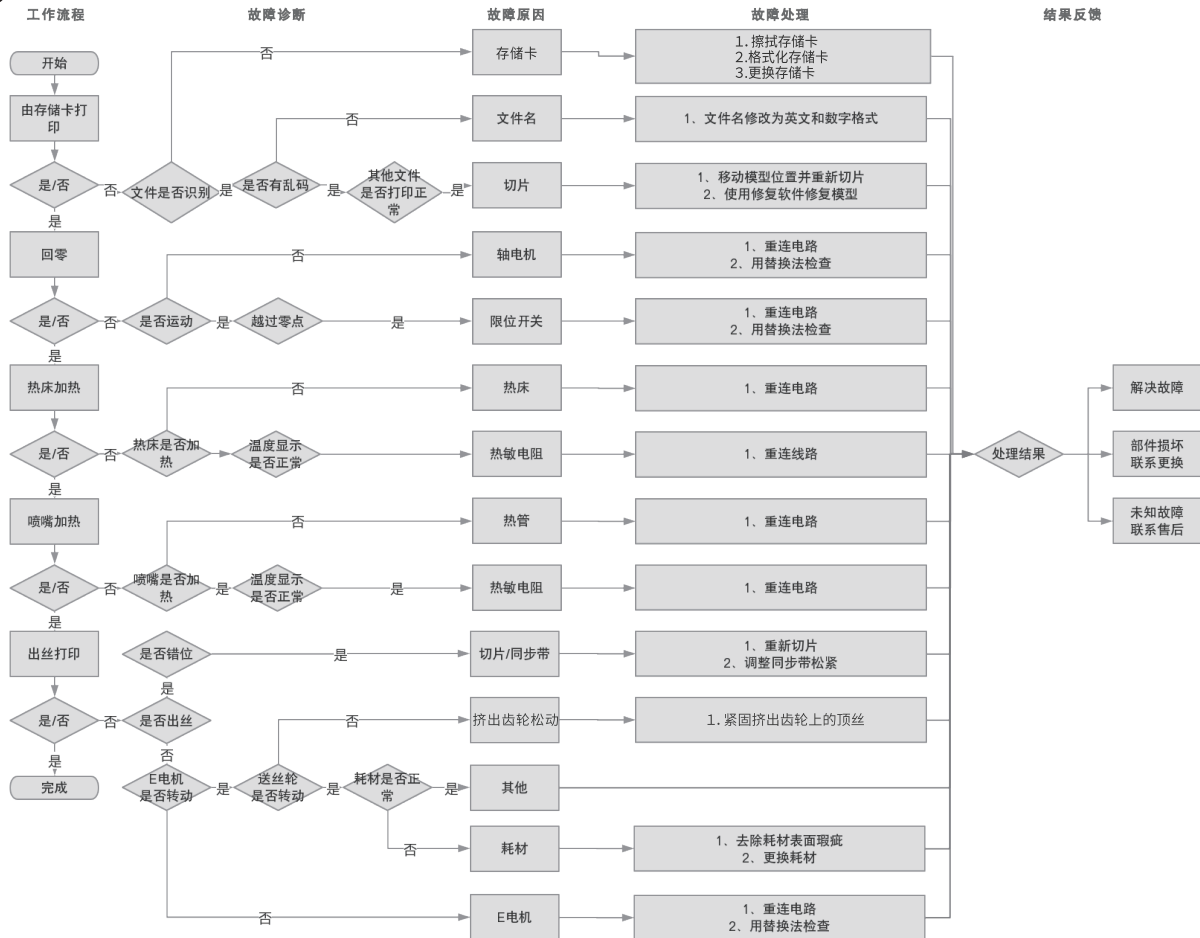 工作流程
故障诊断
故障原因
故障处理
结果反馈
开始
否
存储卡
1.擦拭存储卡
2.格式化存储卡
3.更换存储卡
由存储卡打
印
否
文件名
1、文件名修改为英文和数字格式
是/否
否
文件是否识别
是
是否有乱码
是
其他文件
是否打印正
常
是
切片
1、移动模型位置并重新切片
2、使用修复软件修复模型
是
回零
否
轴电机
1、重连电路
2、用替换法检查
是/否
否
是否运动
是
越过零点
是
限位开关
1、重连电路
2、用替换法检查
是
热床加热
否
热床
1、重连电路
解决故障
是/否
否
热床是否加
热
温度显示
是否正常
热敏电阻
1、重连线路
处理结果
部件损坏
联系更换
是
喷嘴加热
否
热管
1、重连电路
未知故障
联系售后
是/否
否
喷嘴是否加
热
是
温度显示
是否正常
是
热敏电阻
1、重连电路
是
出丝打印
是否错位
是
切片/同步带
1、重新切片
2、调整同步带松紧
是
是/否
否
是否出丝
否
挤出齿轮松动
1.紧固挤出齿轮上的顶丝
是
否
完成
E电机
是否转动
是
送丝轮
是否转动
是
耗材是否正
常
是
其他
否
耗材
1、去除耗材表面瑕疵
2、更换耗材
否
E电机
1、重连电路
2、用替换法检查